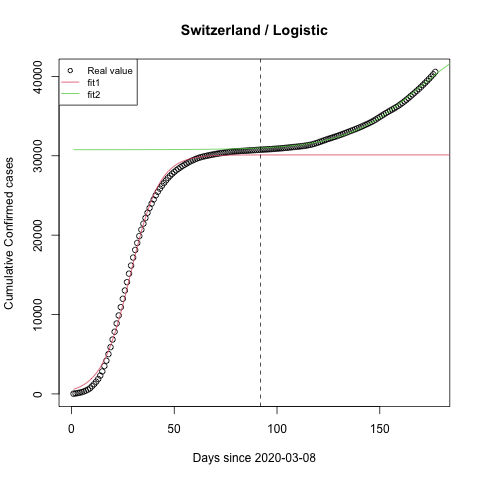 Switzerland / Logistic
Real value
fit1
fit2
Cumulative Confirmed cases
40000
30000
20000
10000
0
0 50 100 150
Days since 2020-03-08